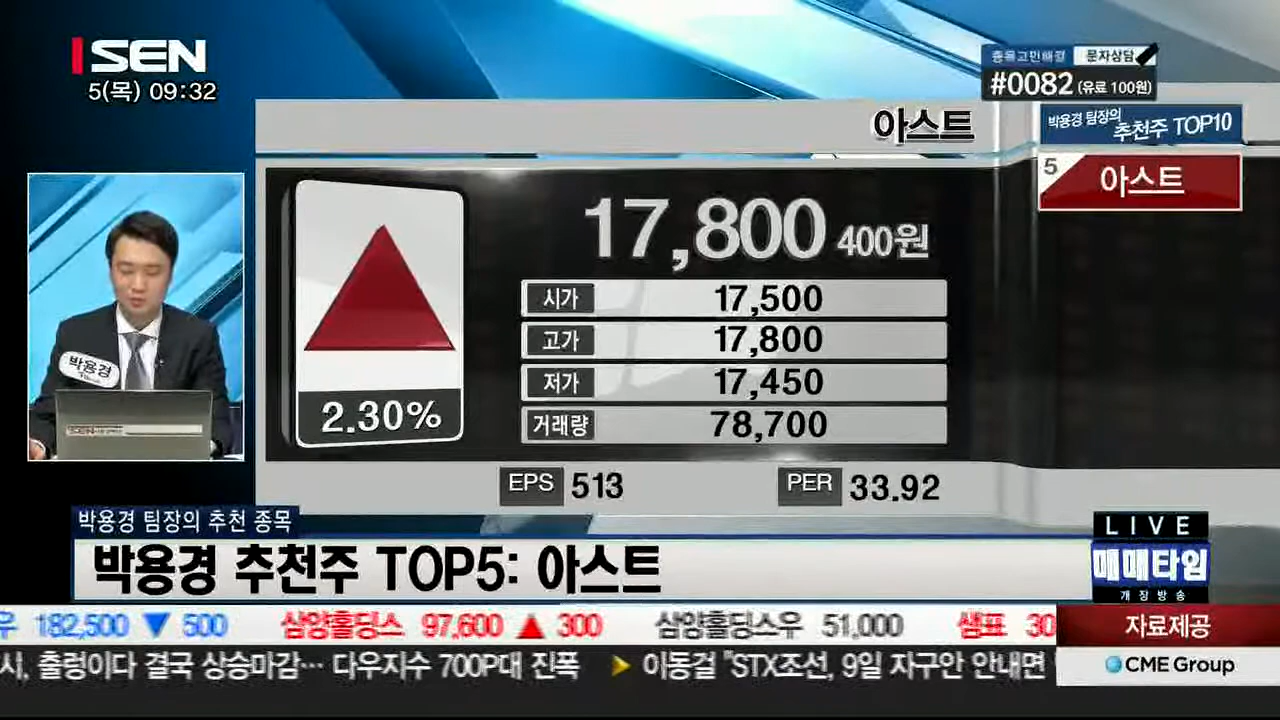 SEN
5(목) 09:32
종목고민해결 문자상담
#0082 (유료 100원)
아스트
박용경 팀장의 추천주 TOP10
5 아스트
17,800 400원
2.30%
시가 17,500
고가 17,800
저가 17,450
거래량 78,700
EPS 513
PER 33.92
박용경
SEN
박용경 팀장의 추천 종목
박용경 추천주 TOP5: 아스트
LIVE
매매타임
개장방송
우 182,500 ▼ 500 삼양홀딩스 97,600 ▲ 300 삼양홀딩스우 51,000 샘표 30
자료제공
시, 출렁이다 결국 상승마감… 다우지수 700P대 진폭 ▶ 이동걸 "STX조선, 9일 자구안 안내면
CME Group